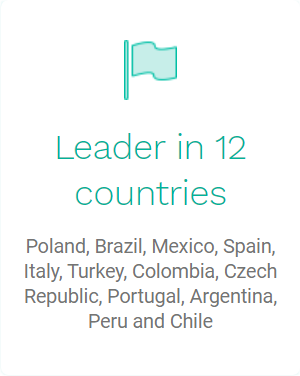 Leader in 12
countries
Poland, Brazil, Mexico, Spain,
Italy, Turkey, Colombia, Czech
Republic, Portugal, Argentina,
Peru and Chile